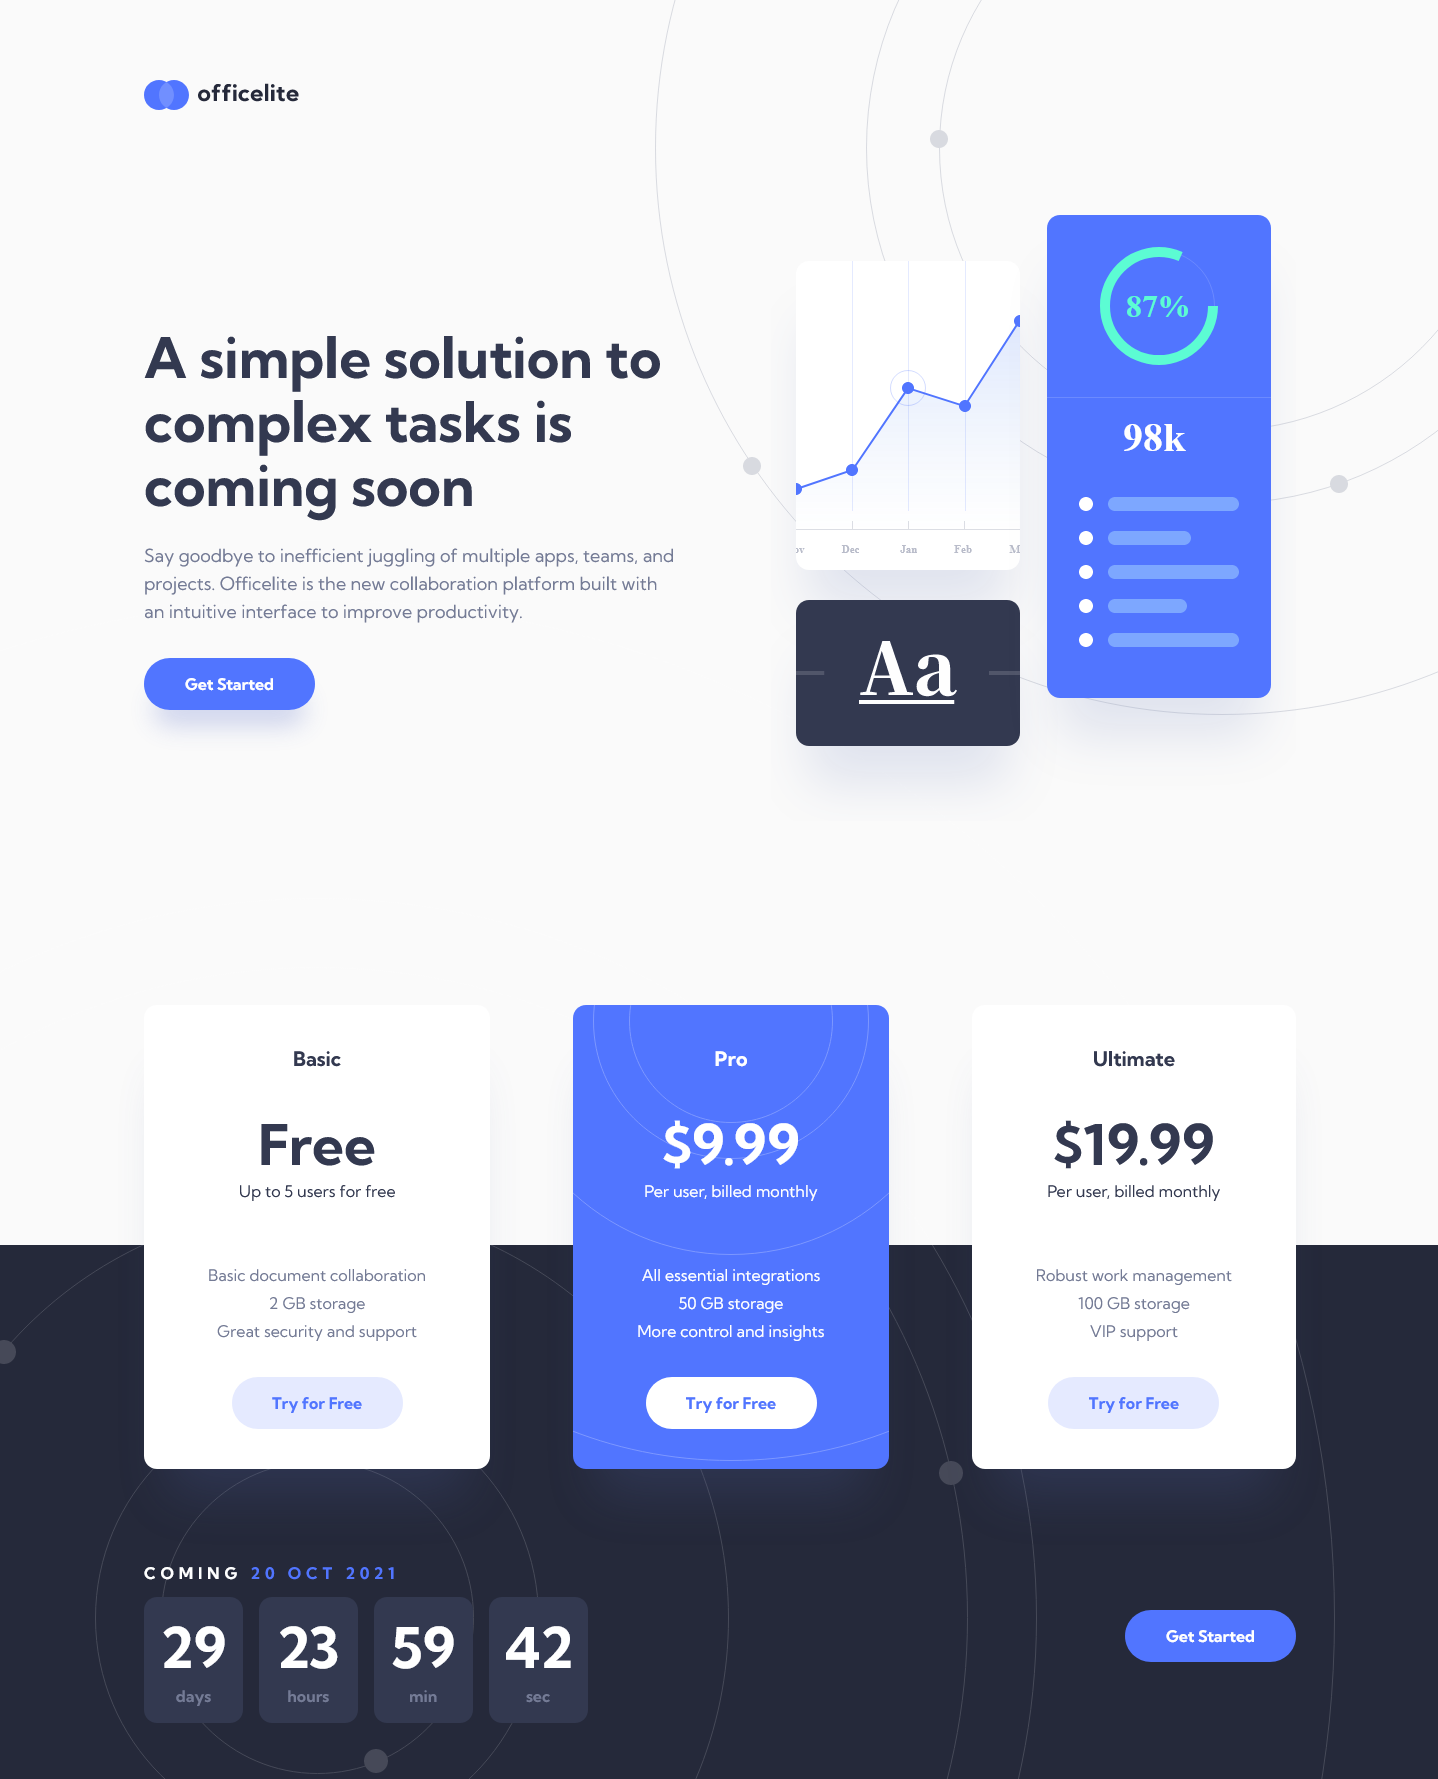 officelite
A simple solution to
complex tasks is
coming soon
Say goodbye to inefficient juggling of multiple apps, teams, and
projects. Officelite is the new collaboration platform built with
an intuitive interface to improve productivity.
Get Started
ov Dec Jan Feb M
Aa
87%
98k
Basic
Free
Up to 5 users for free
Basic document collaboration
2 GB storage
Great security and support
Try for Free
Pro
$9.99
Per user, billed monthly
All essential integrations
50 GB storage
More control and insights
Try for Free
Ultimate
$19.99
Per user, billed monthly
Robust work management
100 GB storage
VIP support
Try for Free
COMING 20 OCT 2021
29 23 59 42
days hours min sec
Get Started